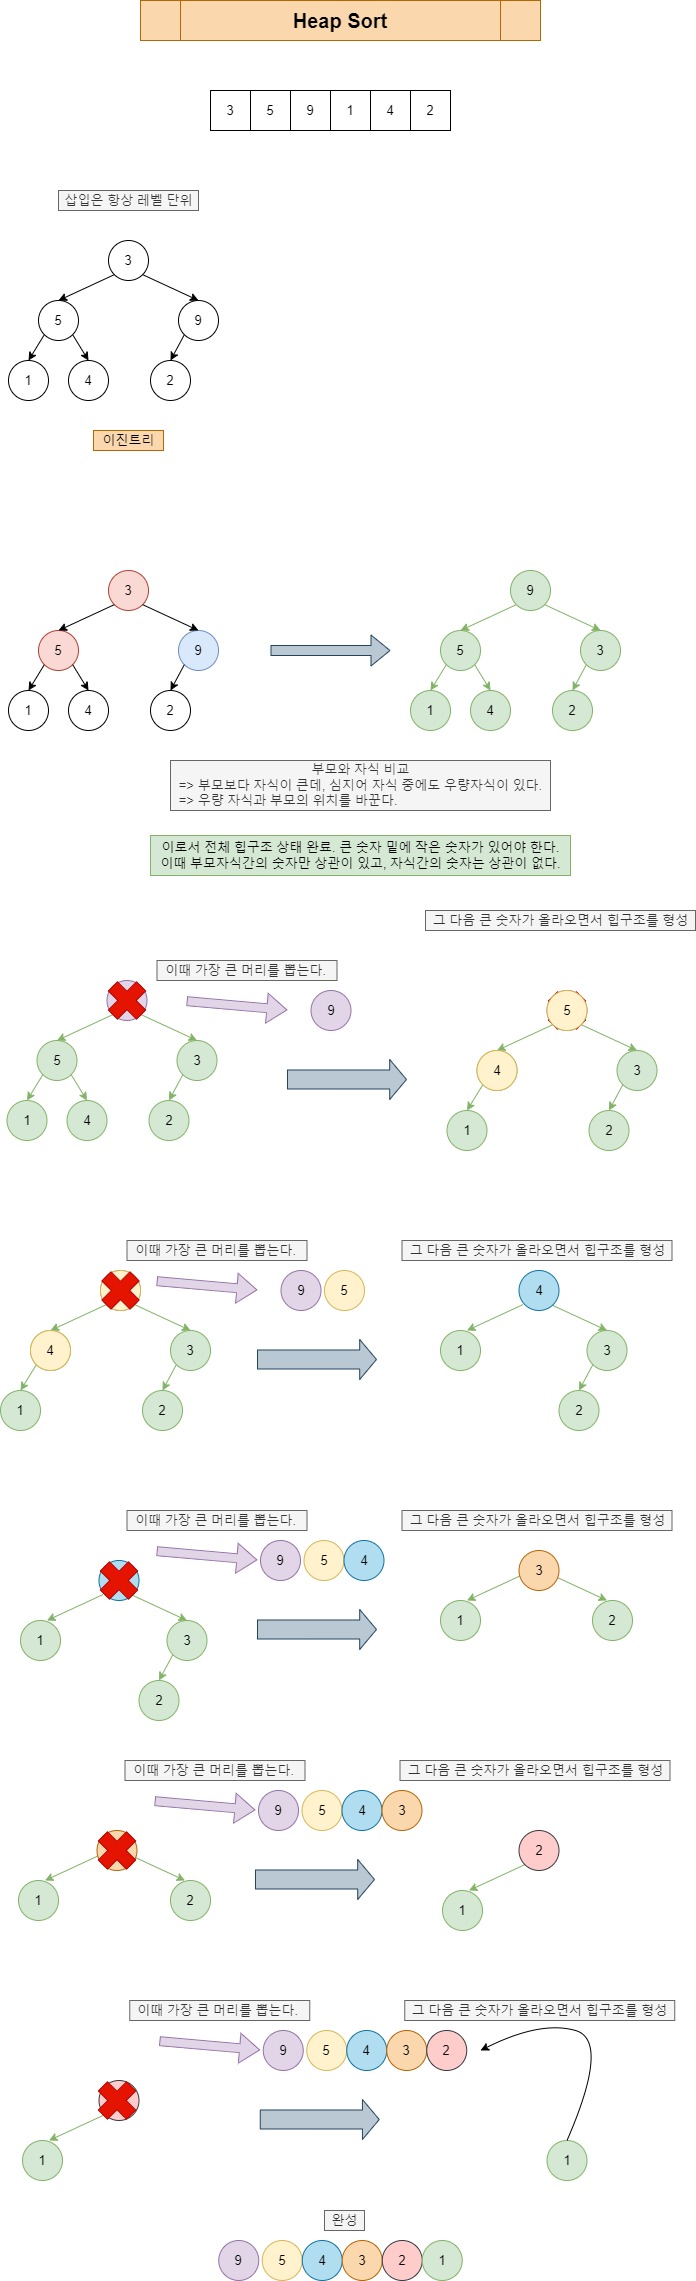 Heap Sort
3 5 9 1 4 2
삽입은 항상 레벨 단위
3
5 9
1 4 2
이진트리
3 9
5 9 5 3
1 4 2 1 4 2
부모와 자식 비교
=> 부모보다 자식이 큰데, 심지어 자식 중에도 우량자식이 있다.
=> 우량 자식과 부모의 위치를 바꾼다.
이로서 전체 힙구조 상태 완료. 큰 숫자 밑에 작은 숫자가 있어야 한다.
이때 부모자식간의 숫자만 상관이 있고, 자식간의 숫자는 상관이 없다.
그 다음 큰 숫자가 올라오면서 힙구조를 형성
이때 가장 큰 머리를 뽑는다.
9 5
5 3 4 3
1 4 2 1 2
이때 가장 큰 머리를 뽑는다. 그 다음 큰 숫자가 올라오면서 힙구조를 형성
9 5 4
4 3 1 3
1 2 2
이때 가장 큰 머리를 뽑는다. 그 다음 큰 숫자가 올라오면서 힙구조를 형성
9 5 4 3
1 3 1 2
2
이때 가장 큰 머리를 뽑는다. 그 다음 큰 숫자가 올라오면서 힙구조를 형성
9 5 4 3
2
1 2 1
이때 가장 큰 머리를 뽑는다. 그 다음 큰 숫자가 올라오면서 힙구조를 형성
9 5 4 3 2
1 1
완성
9 5 4 3 2 1